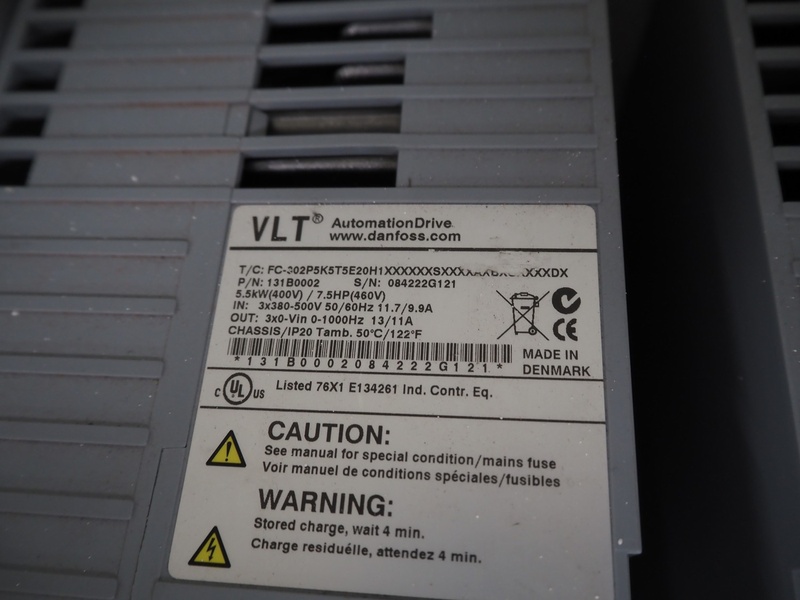 VLT® AutomationDrive
www.danfoss.com
T/C: FC-302P5K5T5E20H1XXXXXXSXXXX
P/N: 131B0002 S/N: 084222G121
5.5kW(400V) / 7.5HP(460V)
IN: 3x380-500V 50/60Hz 11.7/9.9A
OUT: 3x0-Vin 0-1000Hz 13/11A
CHASSIS/IP20 Tamb. 50°C/122°F
*131B0002084222G121*
MADE IN
DENMARK
CE
c UL US Listed 76X1 E134261 Ind. Contr. Eq.
CAUTION:
See manual for special condition/mains fuse
Voir manuel de conditions spéciales/fusibles
WARNING:
Stored charge, wait 4 min.
Charge residuélle, attendez 4 min.